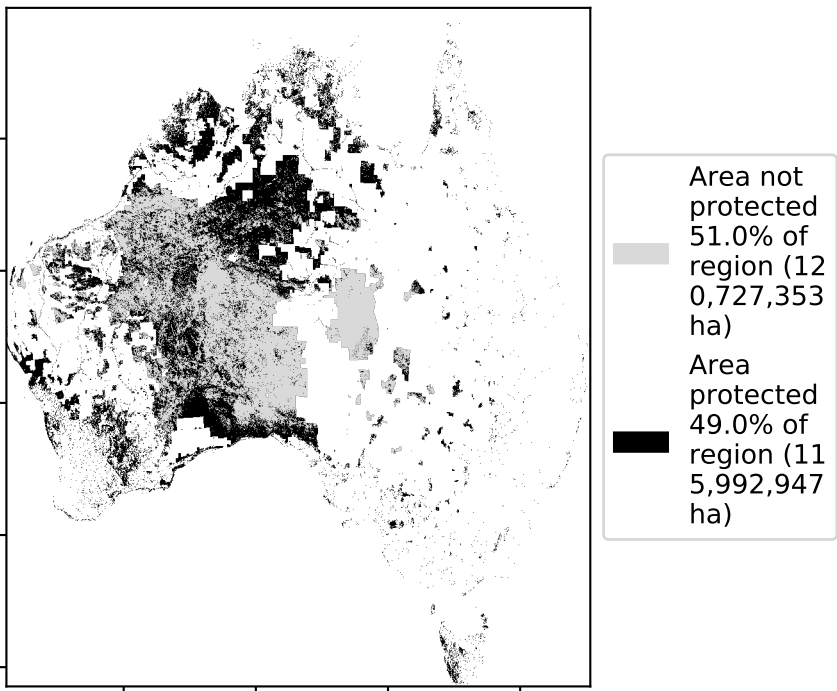 Area not
protected
51.0% of
region (12
0,727,353
ha)
Area
protected
49.0% of
region (11
5,992,947
ha)